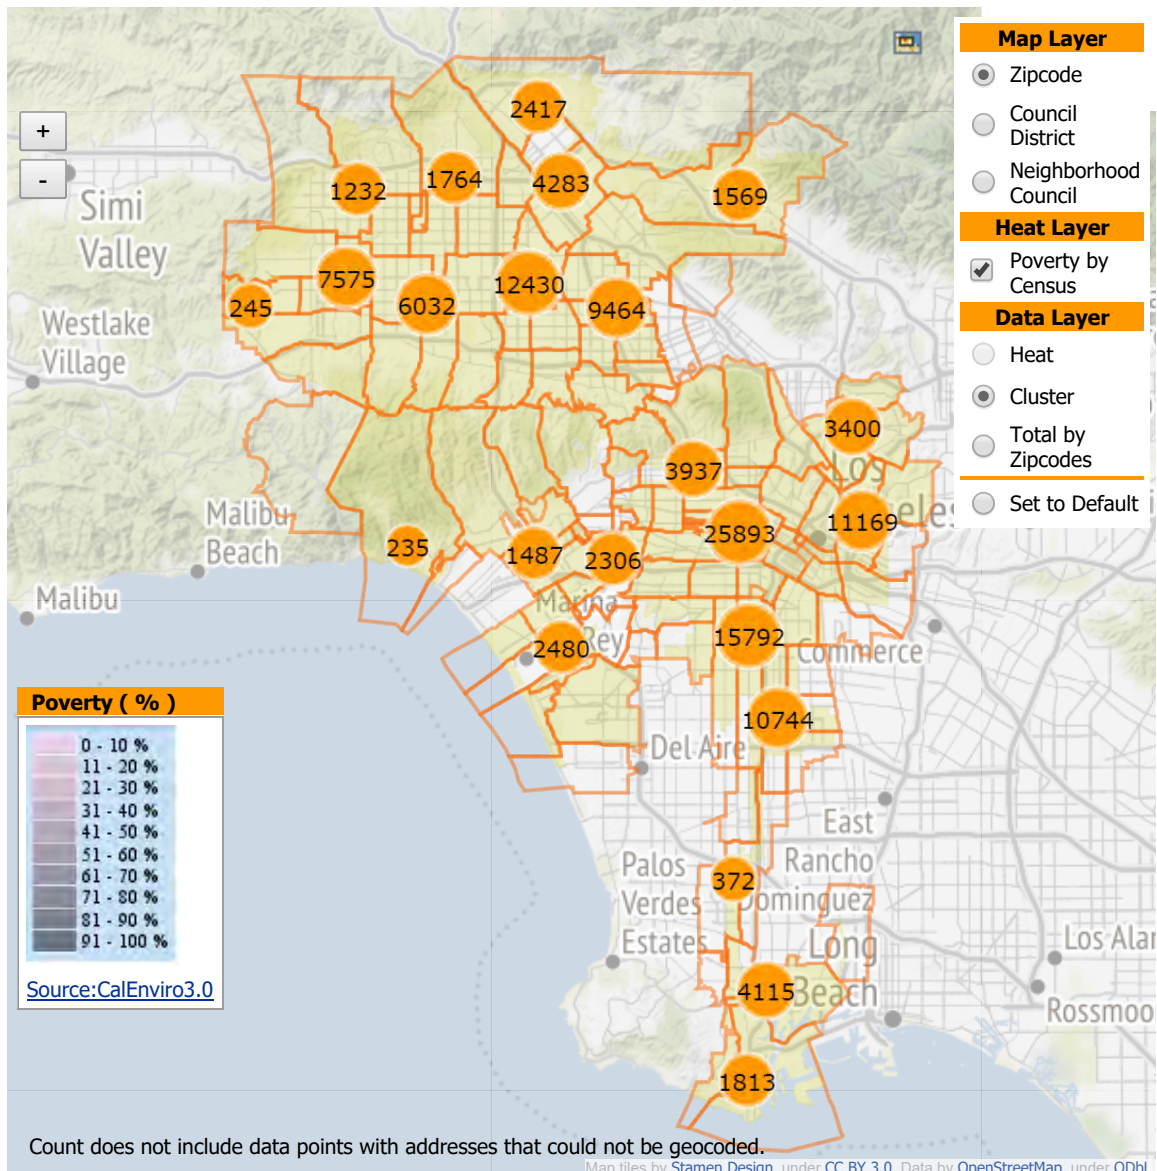 Map Layer
Zipcode
Council
District
Neighborhood
Council
Heat Layer
Poverty by
Census
Data Layer
Heat
Cluster
Total by
Zipcodes
Set to Default
+
-
2417
1232
1764
4283
1569
Simi
Valley
7575
245
6032
12430
9464
Westlake
Village
3400
Los
3937
Malibu
Beach
25893
11169
eles
235
1487
2306
Malibu
Marina
Rey
2480
15792
Commerce
10744
Del Aire
East
Rancho
Dominguez
372
Palos
Verdes
Estates
Long
Beach
Los Alar
4115
Rossmoo
1813
Poverty ( % )
0 - 10 %
11 - 20 %
21 - 30 %
31 - 40 %
41 - 50 %
51 - 60 %
61 - 70 %
71 - 80 %
81 - 90 %
91 - 100 %
Source:CalEnviro3.0
Count does not include data points with addresses that could not be geocoded.
Map tiles by Stamen Design, under CC BY 3.0. Data by OpenStreetMap, under ODbL